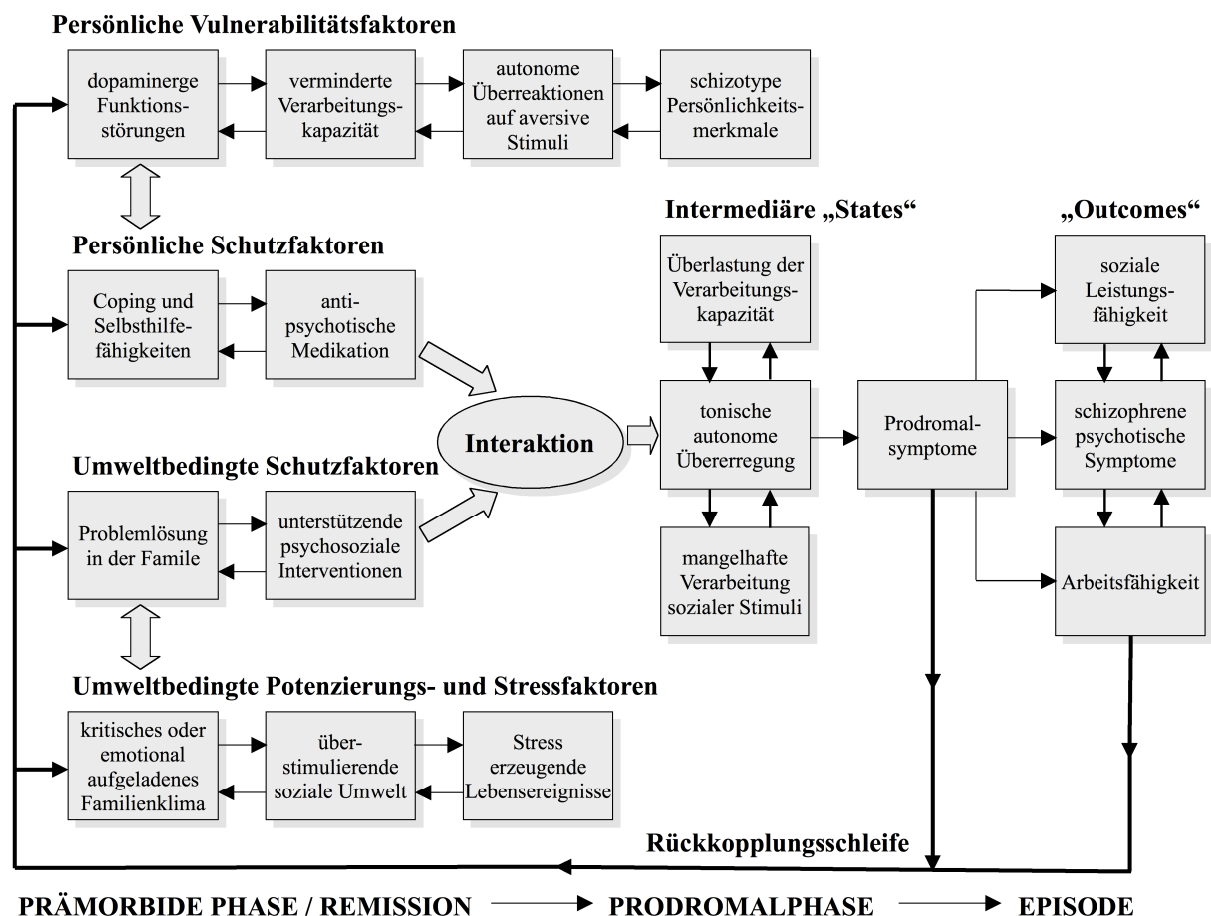 Persönliche Vulnerabilitätsfaktoren
dopaminerge
Funktions-
störungen
verminderte
Verarbeitungs-
kapazität
autonome
Überreaktionen
auf aversive
Stimuli
schizotype
Persönlichkeits-
merkmale
Persönliche Schutzfaktoren
Coping und
Selbsthilfe-
fähigkeiten
anti-
psychotische
Medikation
Umweltbedingte Schutzfaktoren
Problemlösung
in der Famile
unterstützende
psychosoziale
Interventionen
Umweltbedingte Potenzierungs- und Stressfaktoren
kritisches oder
emotional
aufgeladenes
Familienklima
über-
stimulierende
soziale Umwelt
Stress
erzeugende
Lebensereignisse
Interaktion
Intermediäre „States“
Überlastung der
Verarbeitungs-
kapazität
tonische
autonome
Übererregung
mangelhafte
Verarbeitung
sozialer Stimuli
Prodromal-
symptome
„Outcomes“
soziale
Leistungs-
fähigkeit
schizophrene
psychotische
Symptome
Arbeitsfähigkeit
Rückkopplungsschleife
PRÄMORBIDE PHASE / REMISSION
PRODROMALPHASE
EPISODE